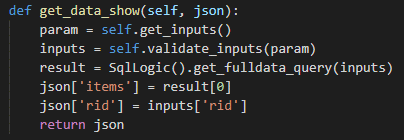 def get_data_show(self, json):
    param = self.get_inputs()
    inputs = self.validate_inputs(param)
    result = SqlLogic().get_fulldata_query(inputs)
    json['items'] = result[0]
    json['rid'] = inputs['rid']
    return json